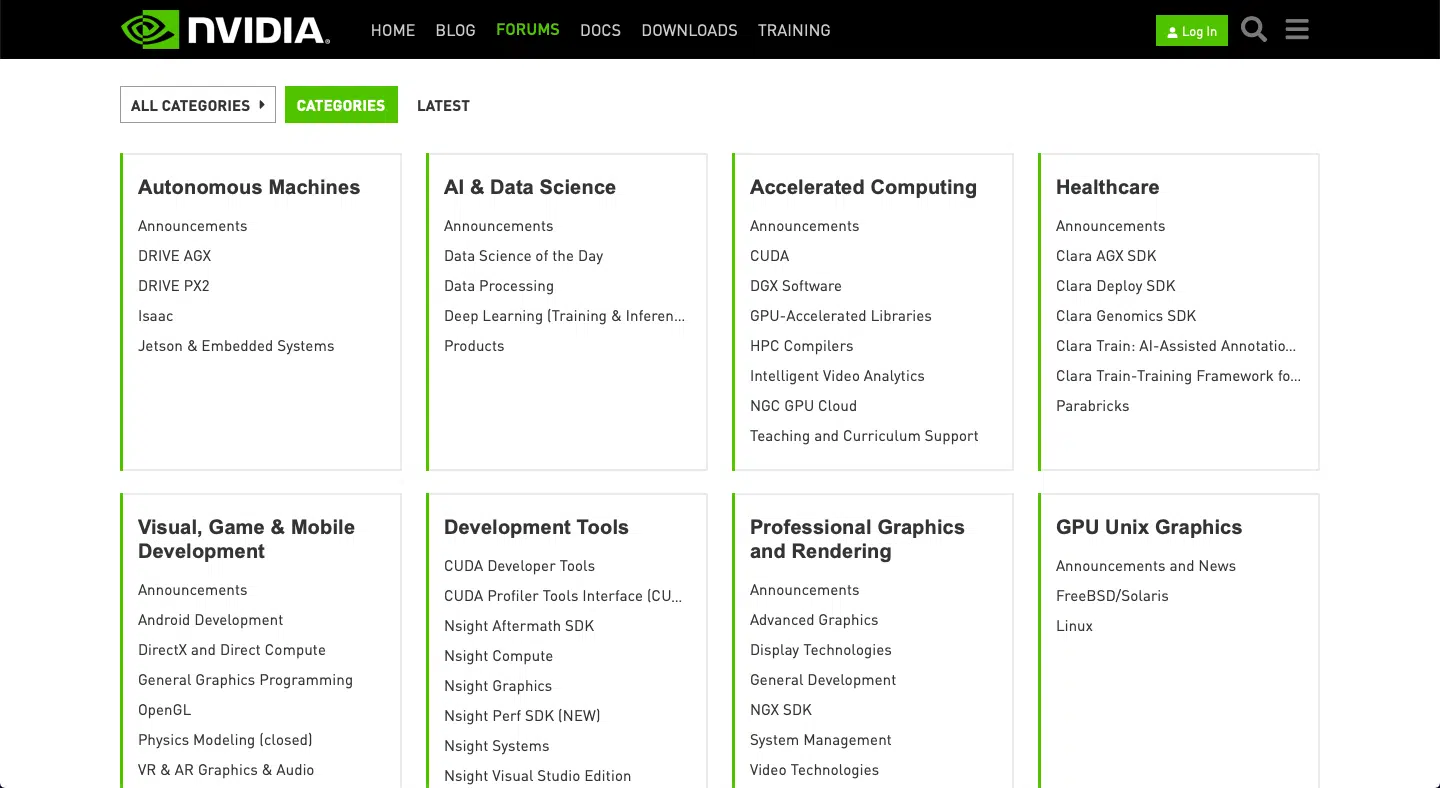 NVIDIA.
HOME BLOG FORUMS DOCS DOWNLOADS TRAINING
Log In
ALL CATEGORIES
CATEGORIES
LATEST
Autonomous Machines
Announcements
DRIVE AGX
DRIVE PX2
Isaac
Jetson & Embedded Systems
AI & Data Science
Announcements
Data Science of the Day
Data Processing
Deep Learning (Training & Inferen...
Products
Accelerated Computing
Announcements
CUDA
DGX Software
GPU-Accelerated Libraries
HPC Compilers
Intelligent Video Analytics
NGC GPU Cloud
Teaching and Curriculum Support
Healthcare
Announcements
Clara AGX SDK
Clara Deploy SDK
Clara Genomics SDK
Clara Train: AI-Assisted Annotatio...
Clara Train-Training Framework fo...
Parabricks
Visual, Game & Mobile
Development
Announcements
Android Development
DirectX and Direct Compute
General Graphics Programming
OpenGL
Physics Modeling (closed)
VR & AR Graphics & Audio
Development Tools
CUDA Developer Tools
CUDA Profiler Tools Interface (CU...
Nsight Aftermath SDK
Nsight Compute
Nsight Graphics
Nsight Perf SDK (NEW)
Nsight Systems
Nsight Visual Studio Edition
Professional Graphics
and Rendering
Announcements
Advanced Graphics
Display Technologies
General Development
NGX SDK
System Management
Video Technologies
GPU Unix Graphics
Announcements and News
FreeBSD/Solaris
Linux